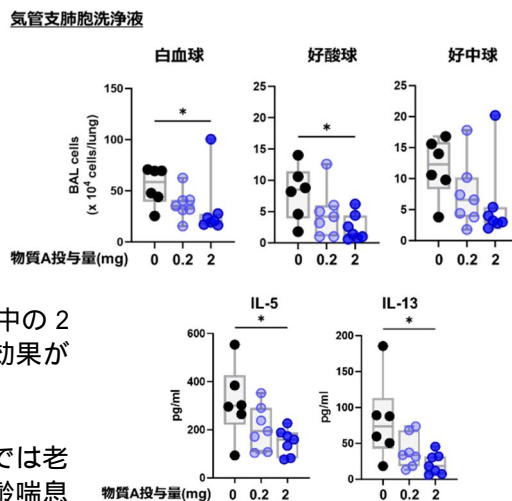 気管支肺胞洗浄液
白血球 好酸球 好中球
150 25 25
20 20
100
15 15
BAL cells
(x 10⁴ cells/lung)
* *
10 10
50
5 5
0 0 0
物質A投与量(mg) 0 0.2 2 0 0.2 2 0 0.2 2
中の 2
効果が
では老
齢喘息
IL-5 IL-13
* *
600 200
150
400
pg/ml pg/ml
100
200
50
0 0
物質A投与量(mg) 0 0.2 2 0 0.2 2